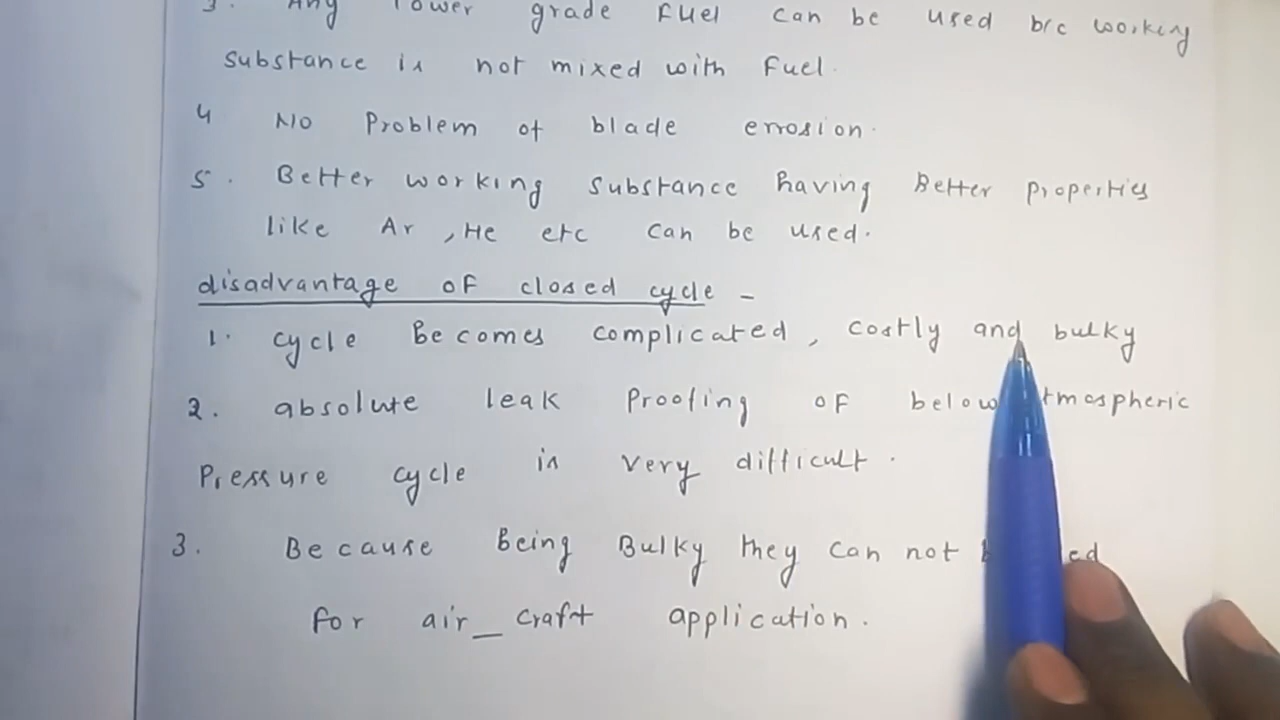 3. Any lower grade fuel can be used b/c working
substance is not mixed with fuel.
4 No Problem of blade errosion.
5. Better working substance having Better properties
like Ar, He etc can be used.
disadvantage of closed cycle -
1. cycle Becomes complicated, costly and bulky
2. absolute leak Proofing of below tmospheric
Pressure cycle is very difficult.
3. Because Being Bulky they can not
for air_craft application.